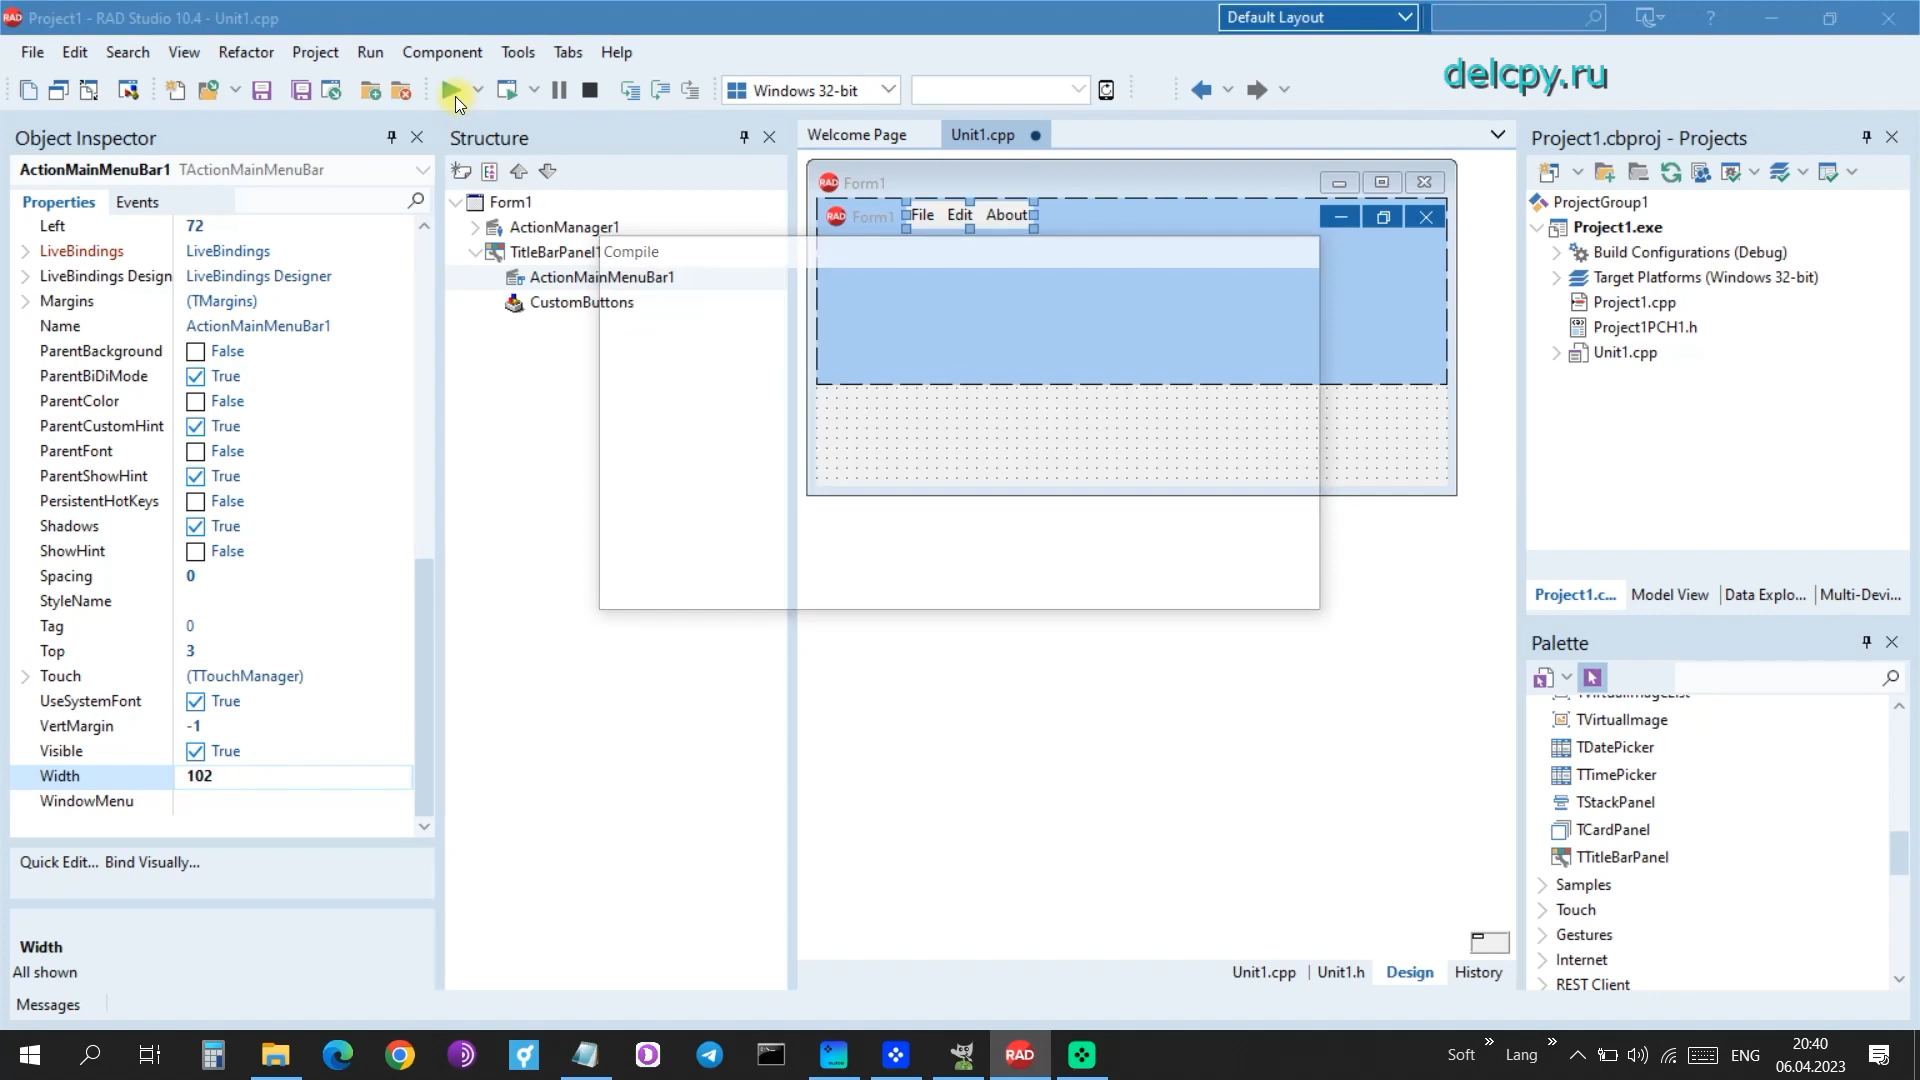 Project1 - RAD Studio 10.4 - Unit1.cpp
Default Layout
?
File Edit Search View Refactor Project Run Component Tools Tabs Help
delcpy.ru
Windows 32-bit
Object Inspector
ActionMainMenuBar1 TActionMainMenuBar
Properties Events
Left 72
LiveBindings LiveBindings
LiveBindings Design LiveBindings Designer
Margins (TMargins)
Name ActionMainMenuBar1
ParentBackground False
ParentBiDiMode True
ParentColor False
ParentCustomHint True
ParentFont False
ParentShowHint True
PersistentHotKeys False
Shadows True
ShowHint False
Spacing 0
StyleName
Tag 0
Top 3
Touch (TTouchManager)
UseSystemFont True
VertMargin -1
Visible True
Width 102
WindowMenu
Quick Edit... Bind Visually...
Width
All shown
Messages
Structure
Form1
ActionManager1
TitleBarPanel1
ActionMainMenuBar1
CustomButtons
Compile
Welcome Page Unit1.cpp
RAD Form1
RAD Form1 File Edit About
Unit1.cpp Unit1.h Design History
Project1.cbproj - Projects
ProjectGroup1
Project1.exe
Build Configurations (Debug)
Target Platforms (Windows 32-bit)
Project1.cpp
Project1PCH1.h
Unit1.cpp
Project1.c... Model View Data Explo... Multi-Devi...
Palette
TVirtualImageList
TVirtualImage
TDatePicker
TTimePicker
TStackPanel
TCardPanel
TTitleBarPanel
Samples
Touch
Gestures
Internet
REST Client
RAD
Soft » Lang » ENG
20:40
06.04.2023